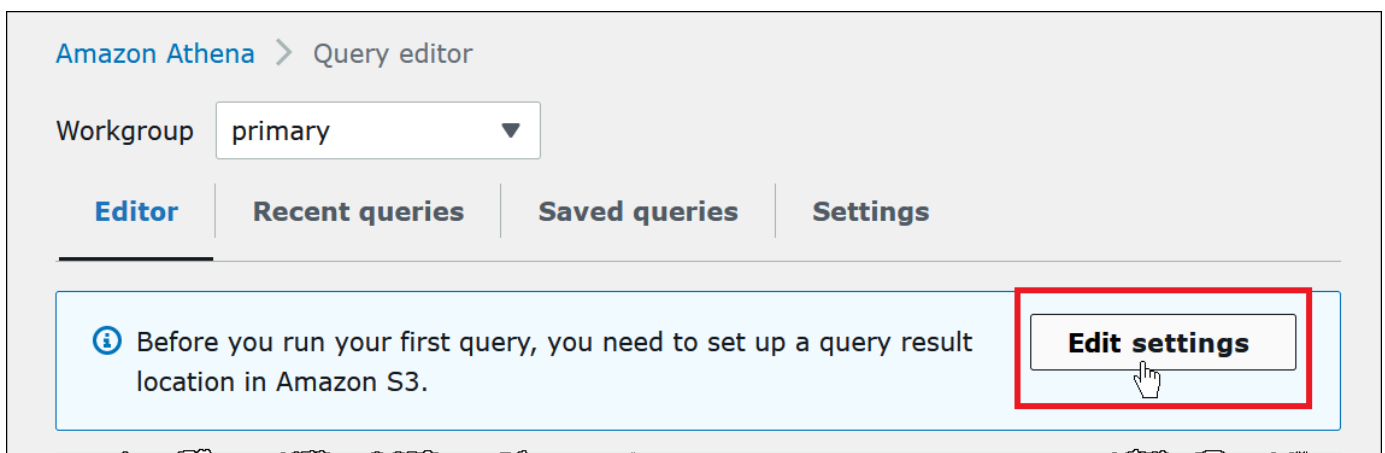 Amazon Athena > Query editor
Workgroup primary
Editor Recent queries Saved queries Settings
Before you run your first query, you need to set up a query result
location in Amazon S3.
Edit settings